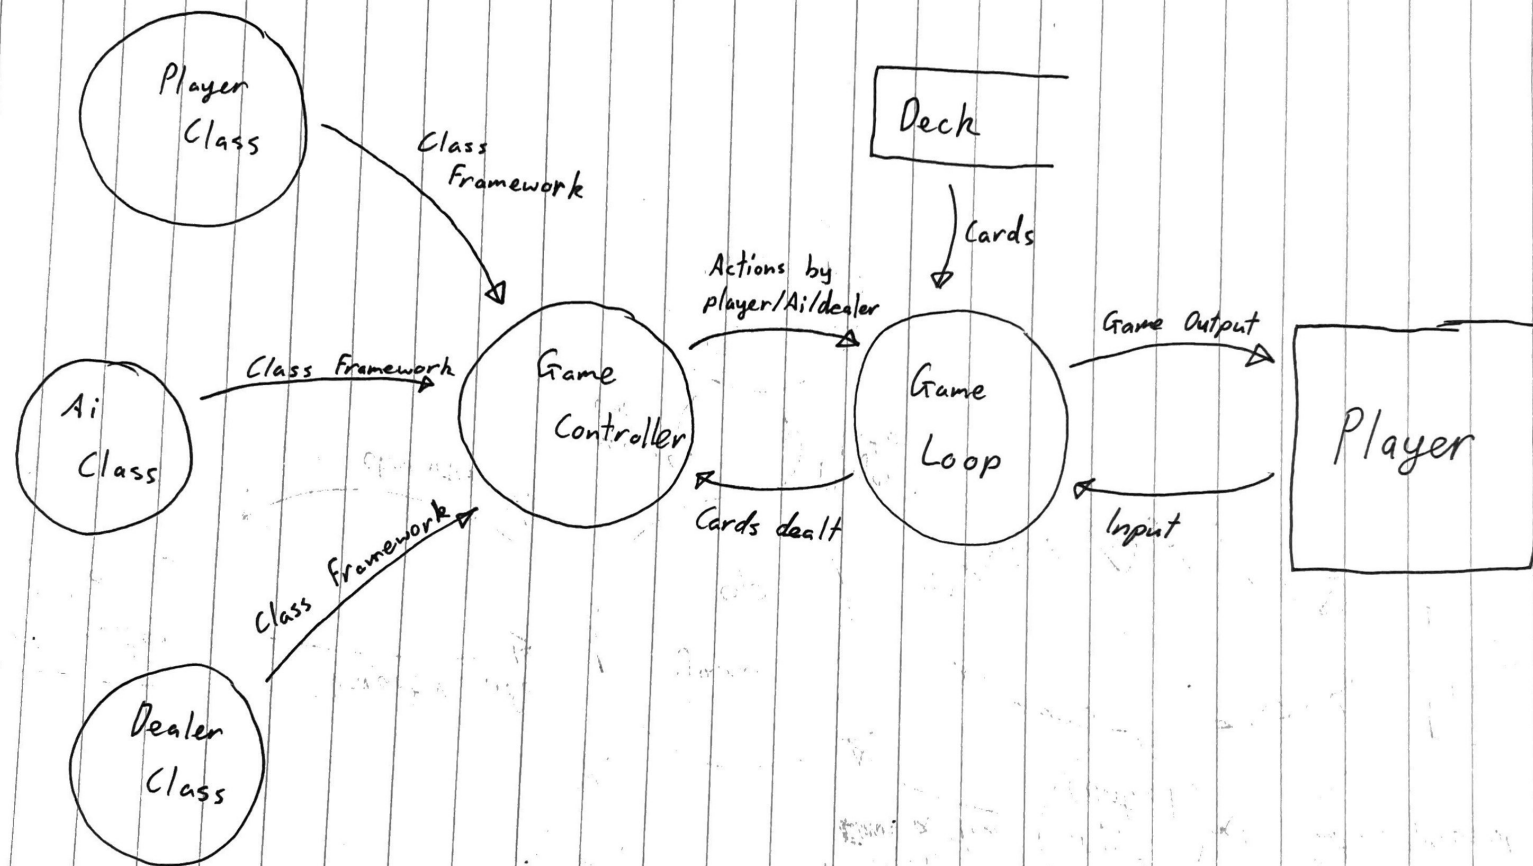 Player
Class
Class
Framework
Deck
Cards
Actions by
player/Ai/dealer
Game Output
Class Framework
Ai
Class
Game
Controller
Game
Loop
Player
Cards dealt
Input
Class Framework
Dealer
Class